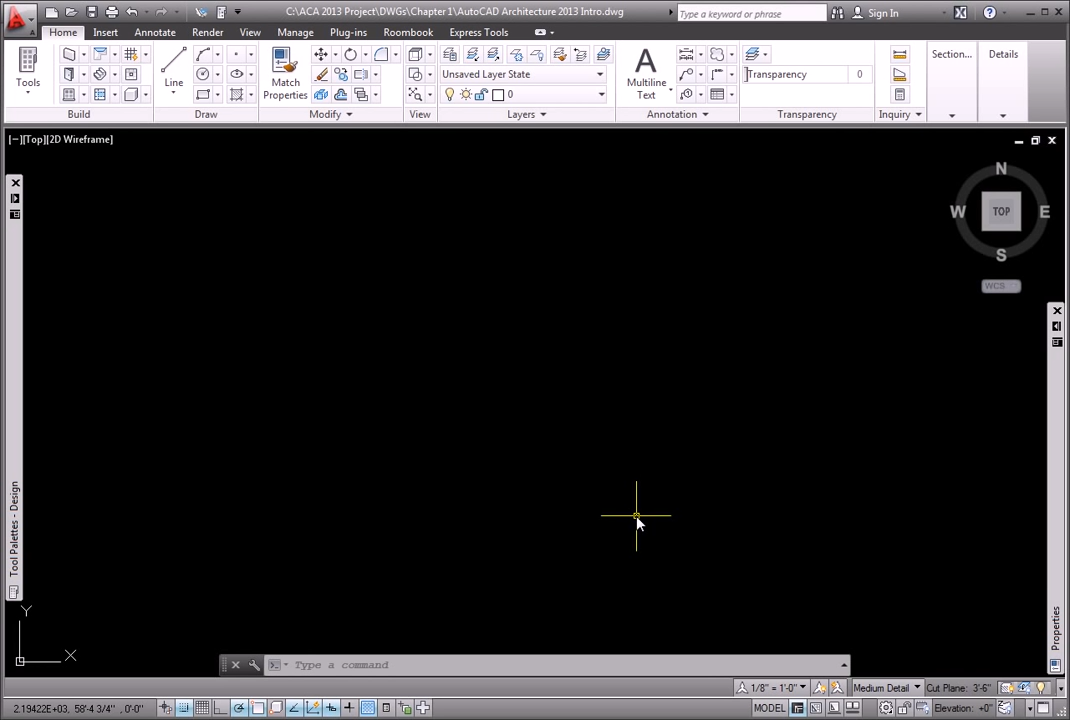 C:\ACA 2013 Project\DWGs\Chapter 1\AutoCAD Architecture 2013 Intro.dwg
Type a keyword or phrase
Sign In
Home Insert Annotate Render View Manage Plug-ins Roombook Express Tools
Tools
Line
Match
Properties
Unsaved Layer State
0
A
Multiline
Text
Transparency 0
Section...
Details
Build Draw Modify View Layers Annotation Transparency Inquiry
[−][Top][2D Wireframe]
N
W TOP E
S
WCS
Tool Palettes - Design
Properties
Y
X
Type a command
1/8" = 1'-0" Medium Detail Cut Plane: 3'-6"
2.19422E+03, 58'-4 3/4" , 0'-0" MODEL Elevation: +0"